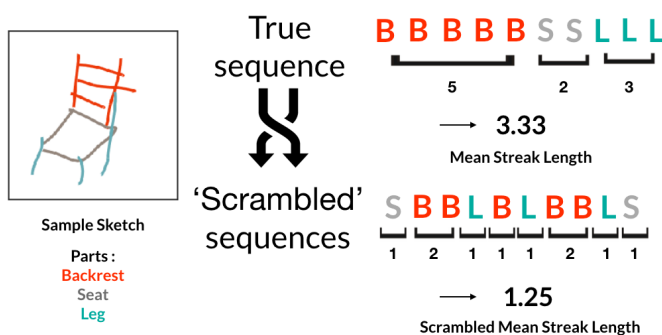 Sample Sketch
Parts :
Backrest
Seat
Leg
True
sequence
'Scrambled'
sequences
B B B B B S S L L L
5 2 3
3.33
Mean Streak Length
S B B L B L B B L S
1 2 1 1 1 2 1 1
1.25
Scrambled Mean Streak Length